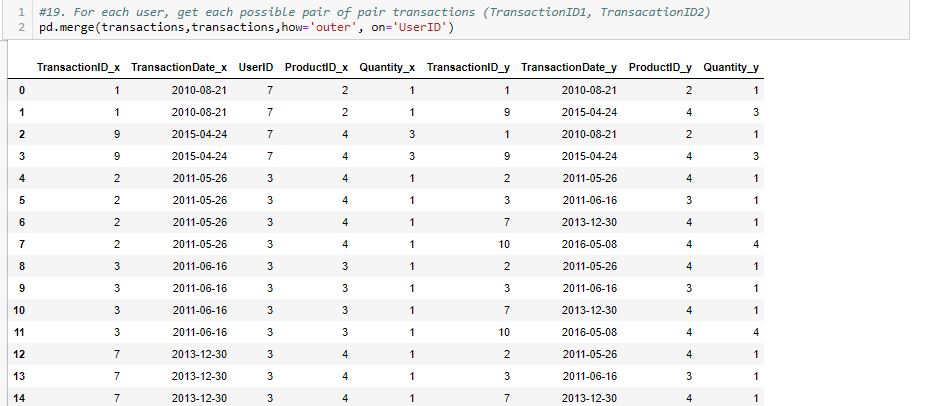 1 #19. For each user, get each possible pair of pair transactions (TransactionID1, TransacationID2)
2 pd.merge(transactions,transactions,how='outer', on='UserID')
TransactionID_x TransactionDate_x UserID ProductID_x Quantity_x TransactionID_y TransactionDate_y ProductID_y Quantity_y
0 1 2010-08-21 7 2 1 1 2010-08-21 2 1
1 1 2010-08-21 7 2 1 9 2015-04-24 4 3
2 9 2015-04-24 7 4 3 1 2010-08-21 2 1
3 9 2015-04-24 7 4 3 9 2015-04-24 4 3
4 2 2011-05-26 3 4 1 2 2011-05-26 4 1
5 2 2011-05-26 3 4 1 3 2011-06-16 3 1
6 2 2011-05-26 3 4 1 7 2013-12-30 4 1
7 2 2011-05-26 3 4 1 10 2016-05-08 4 4
8 3 2011-06-16 3 3 1 2 2011-05-26 4 1
9 3 2011-06-16 3 3 1 3 2011-06-16 3 1
10 3 2011-06-16 3 3 1 7 2013-12-30 4 1
11 3 2011-06-16 3 3 1 10 2016-05-08 4 4
12 7 2013-12-30 3 4 1 2 2011-05-26 4 1
13 7 2013-12-30 3 4 1 3 2011-06-16 3 1
14 7 2013-12-30 3 4 1 7 2013-12-30 4 1